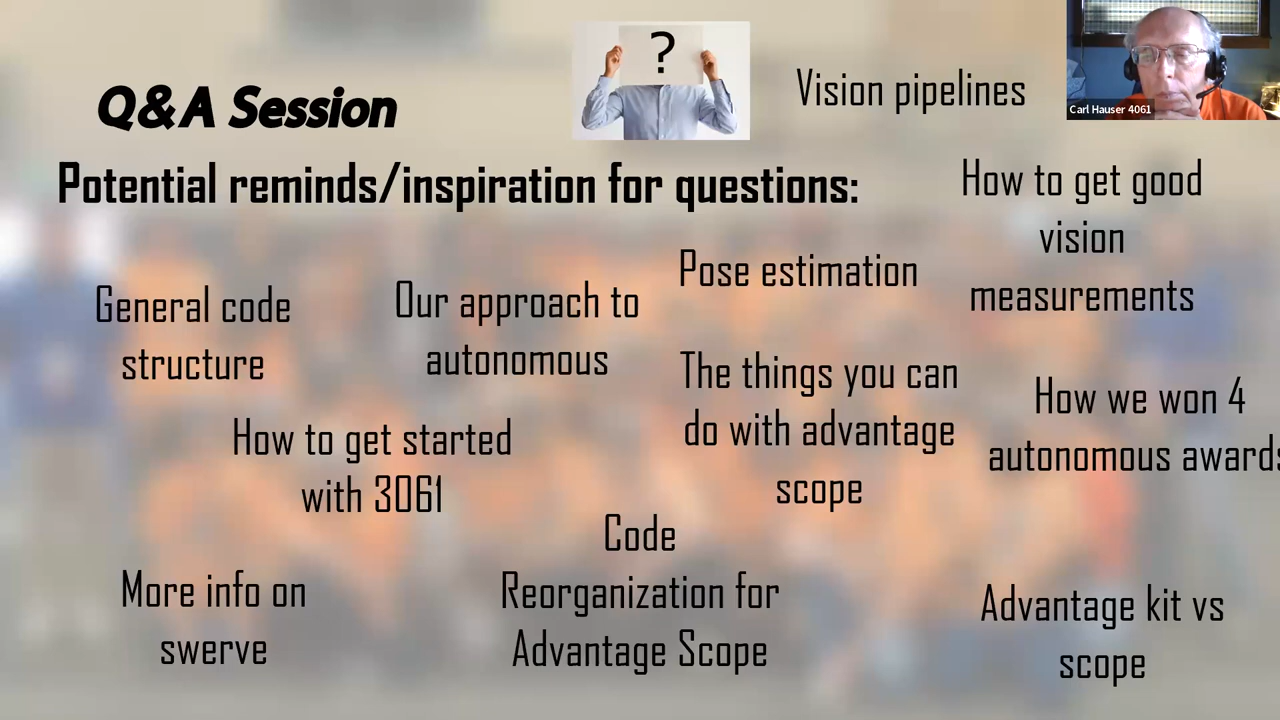 Q&A Session
?
Vision pipelines
Carl Hauser 4061
Potential reminds/inspiration for questions:
How to get good
vision
measurements
Pose estimation
General code
structure
Our approach to
autonomous
The things you can
do with advantage
scope
How we won 4
autonomous awards
How to get started
with 3061
Code
Reorganization for
Advantage Scope
More info on
swerve
Advantage kit vs
scope